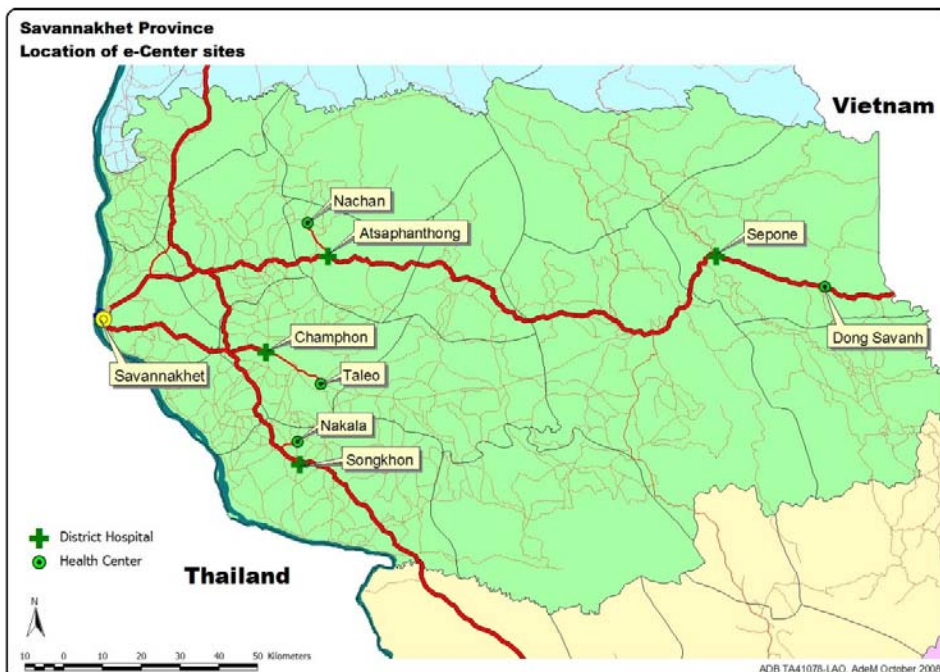 Savannakhet Province
Location of e-Center sites
Vietnam
Nachan
Atsaphanthong
Sepone
Dong Savanh
Champhon
Savannakhet
Taleo
Nakala
Songkhon
District Hospital
Health Center
Thailand
N
10 0 10 20 30 40 50 Kilometers
ADB TA41078-LAO, AdeM October 2008